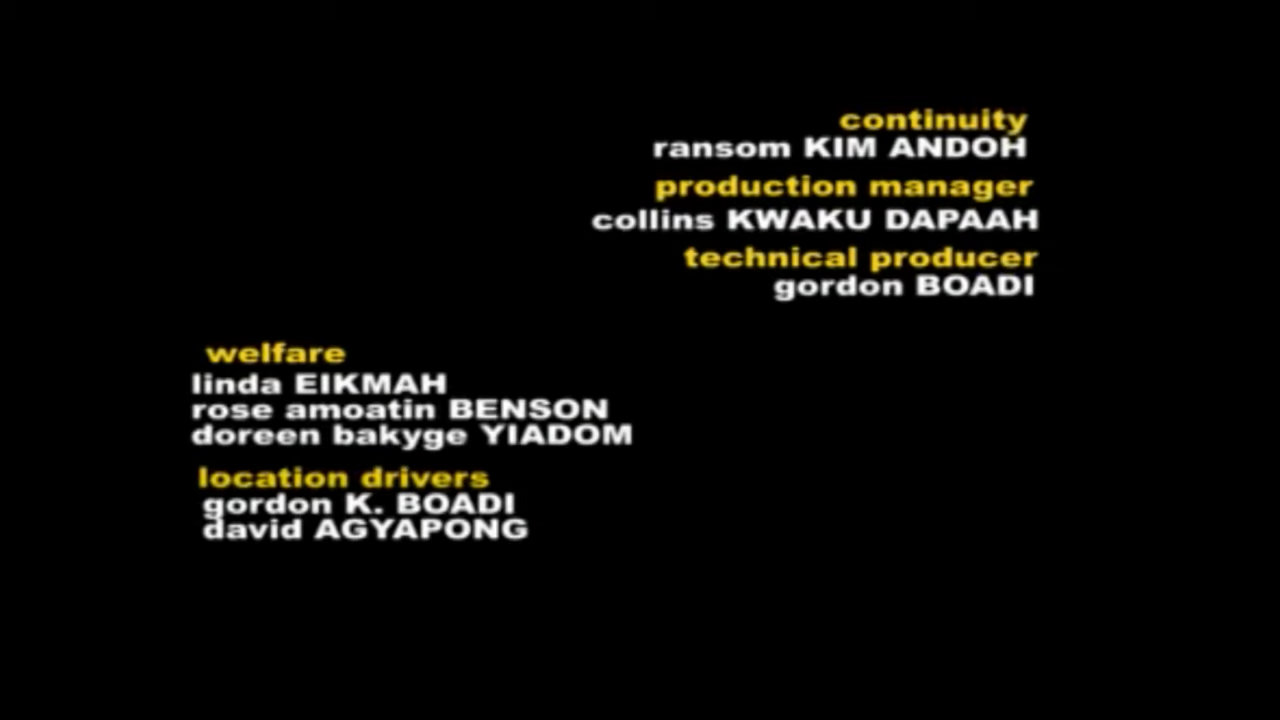 continuity
ransom KIM ANDOH
production manager
collins KWAKU DAPAAH
technical producer
gordon BOADI
welfare
linda EIKMAH
rose amoatin BENSON
doreen bakyge YIADOM
location drivers
gordon K. BOADI
david AGYAPONG